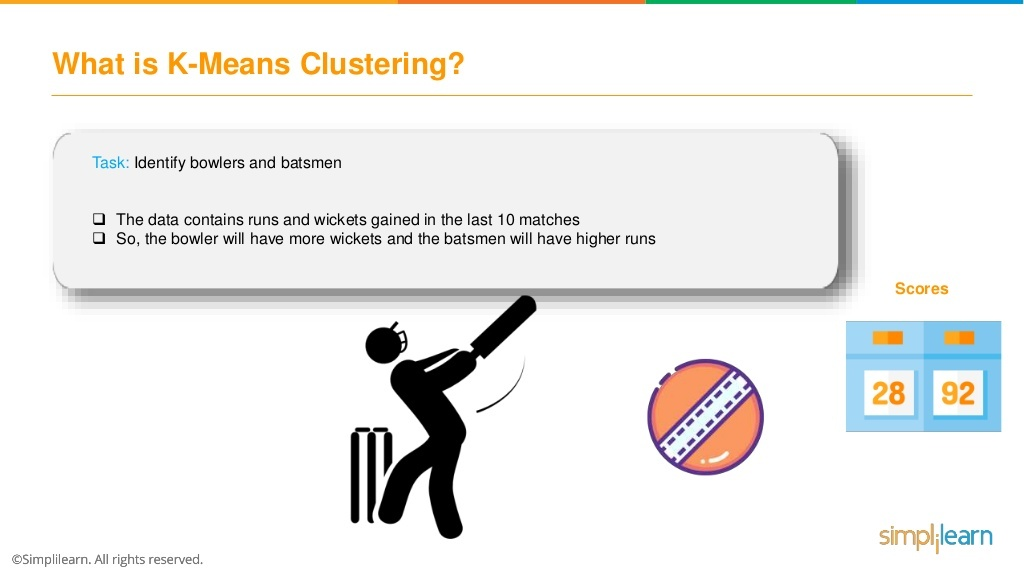 What is K-Means Clustering?
Task: Identify bowlers and batsmen
❑ The data contains runs and wickets gained in the last 10 matches
❑ So, the bowler will have more wickets and the batsmen will have higher runs
Scores
28 92
simplilearn
©Simplilearn. All rights reserved.